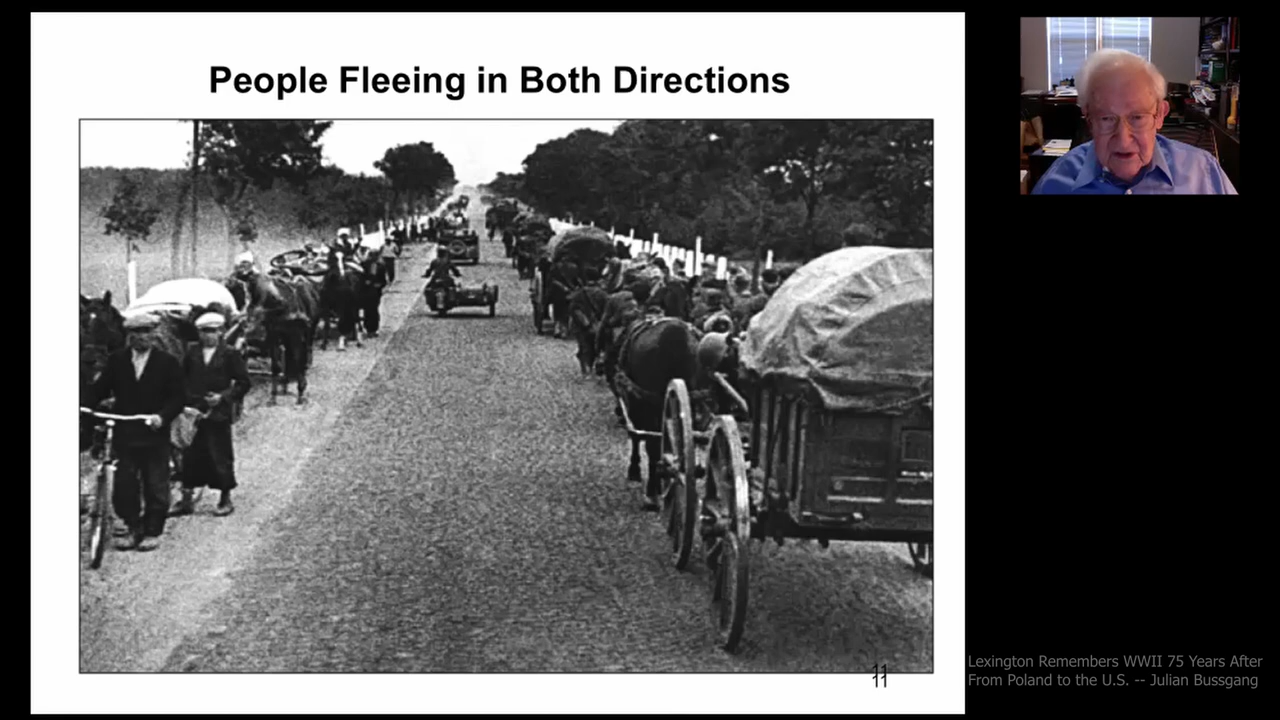 People Fleeing in Both Directions
11
Lexington Remembers WWII 75 Years After
From Poland to the U.S. -- Julian Bussgang